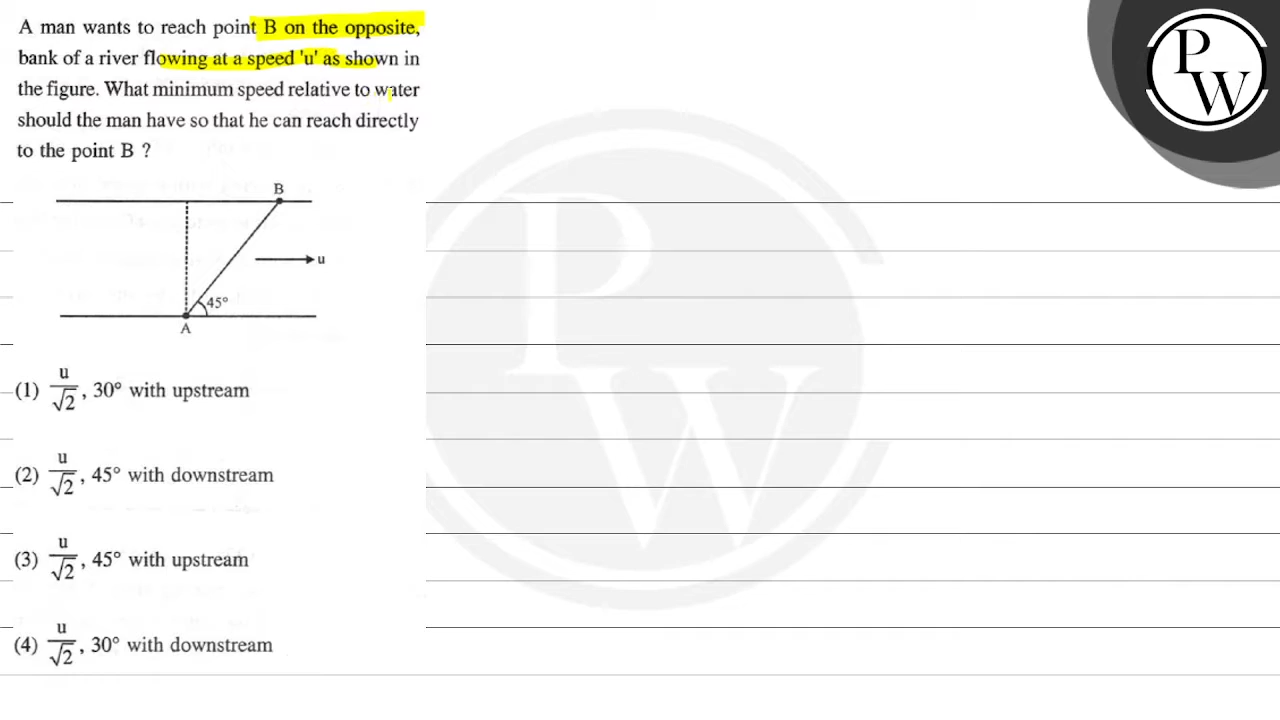 A man wants to reach point B on the opposite,
bank of a river flowing at a speed 'u' as shown in
the figure. What minimum speed relative to water
should the man have so that he can reach directly
to the point B ?
P
W
B
u
45°
A
(1) u/√2, 30° with upstream
(2) u/√2, 45° with downstream
(3) u/√2, 45° with upstream
(4) u/√2, 30° with downstream
P
W